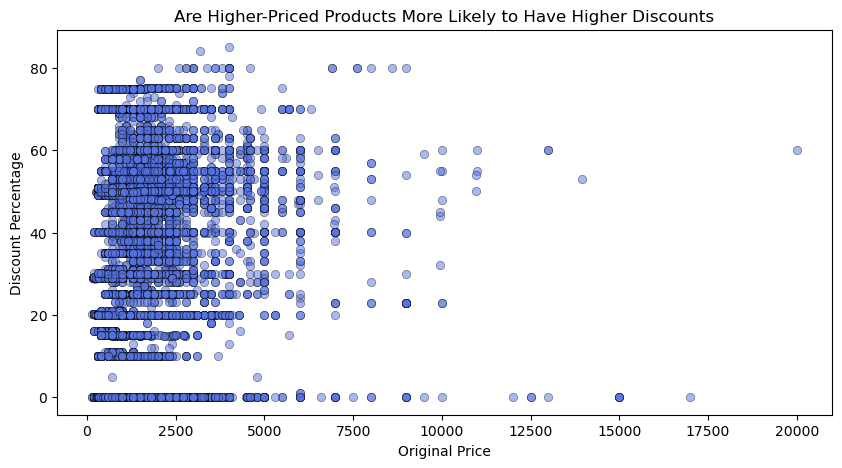 Are Higher-Priced Products More Likely to Have Higher Discounts
Discount Percentage
80
60
40
20
0
0 2500 5000 7500 10000 12500 15000 17500 20000
Original Price